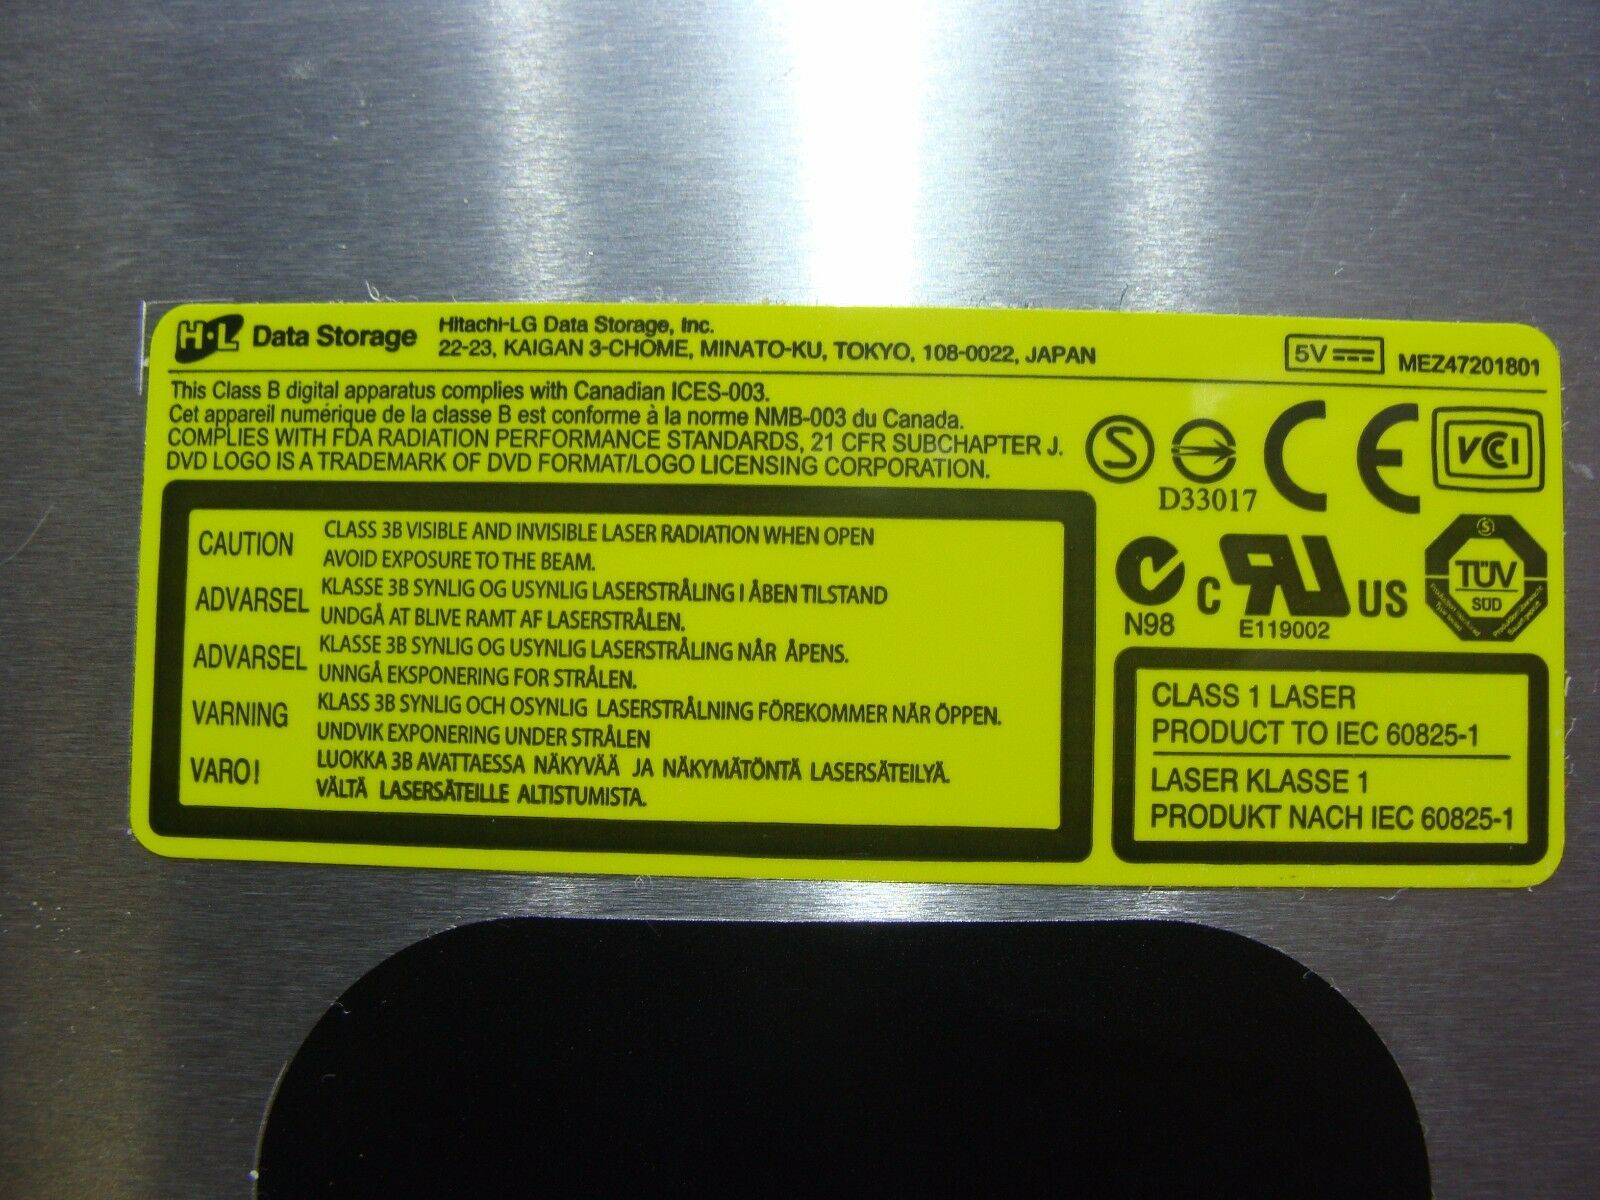 H·L Data Storage
Hitachi-LG Data Storage, Inc.
22-23, KAIGAN 3-CHOME, MINATO-KU, TOKYO, 108-0022, JAPAN
5V
MEZ47201801
This Class B digital apparatus complies with Canadian ICES-003.
Cet appareil numérique de la classe B est conforme à la norme NMB-003 du Canada.
COMPLIES WITH FDA RADIATION PERFORMANCE STANDARDS, 21 CFR SUBCHAPTER J.
DVD LOGO IS A TRADEMARK OF DVD FORMAT/LOGO LICENSING CORPORATION.
S
D33017
CE
VCI
CAUTION CLASS 3B VISIBLE AND INVISIBLE LASER RADIATION WHEN OPEN
AVOID EXPOSURE TO THE BEAM.
ADVARSEL KLASSE 3B SYNLIG OG USYNLIG LASERSTRÅLING I ÅBEN TILSTAND
UNDGÅ AT BLIVE RAMT AF LASERSTRÅLEN.
ADVARSEL KLASSE 3B SYNLIG OG USYNLIG LASERSTRÅLING NÅR ÅPENS.
UNNGÅ EKSPONERING FOR STRÅLEN.
VARNING KLASS 3B SYNLIG OCH OSYNLIG LASERSTRÅLNING FÖREKOMMER NÄR ÖPPEN.
UNDVIK EXPONERING UNDER STRÅLEN
VARO! LUOKKA 3B AVATTAESSA NÄKYVÄÄ JA NÄKYMÄTÖNTÄ LASERSÄTEILYÄ.
VÄLTÄ LASERSÄTEILLE ALTISTUMISTA.
N98
C RU US
E119002
S
TÜV
SÜD
CLASS 1 LASER
PRODUCT TO IEC 60825-1
LASER KLASSE 1
PRODUKT NACH IEC 60825-1